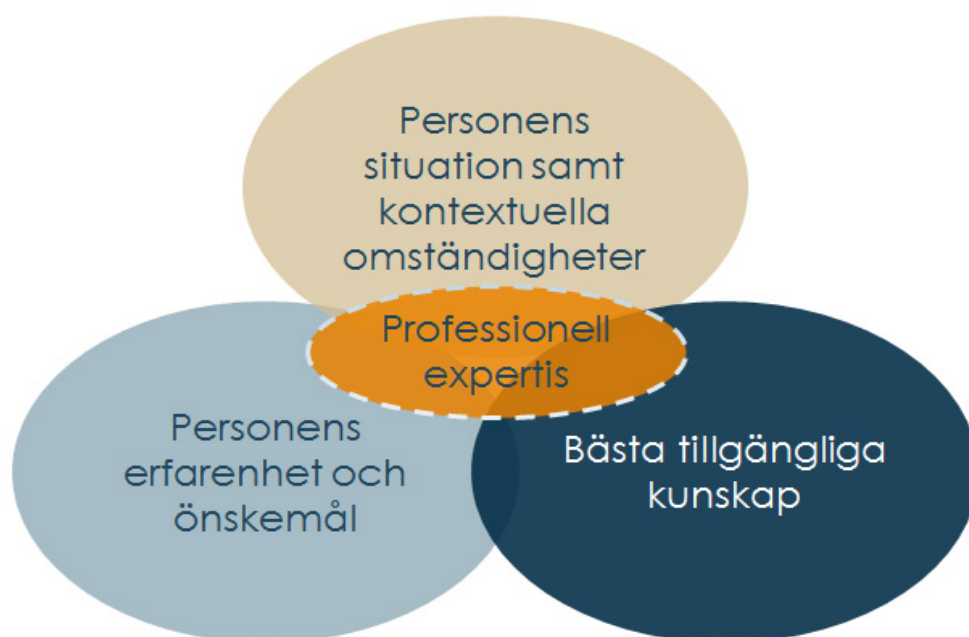 Personens
situation samt
kontextuella
omständigheter
Professionell
expertis
Personens
erfarenhet och
önskemål
Bästa tillgängliga
kunskap